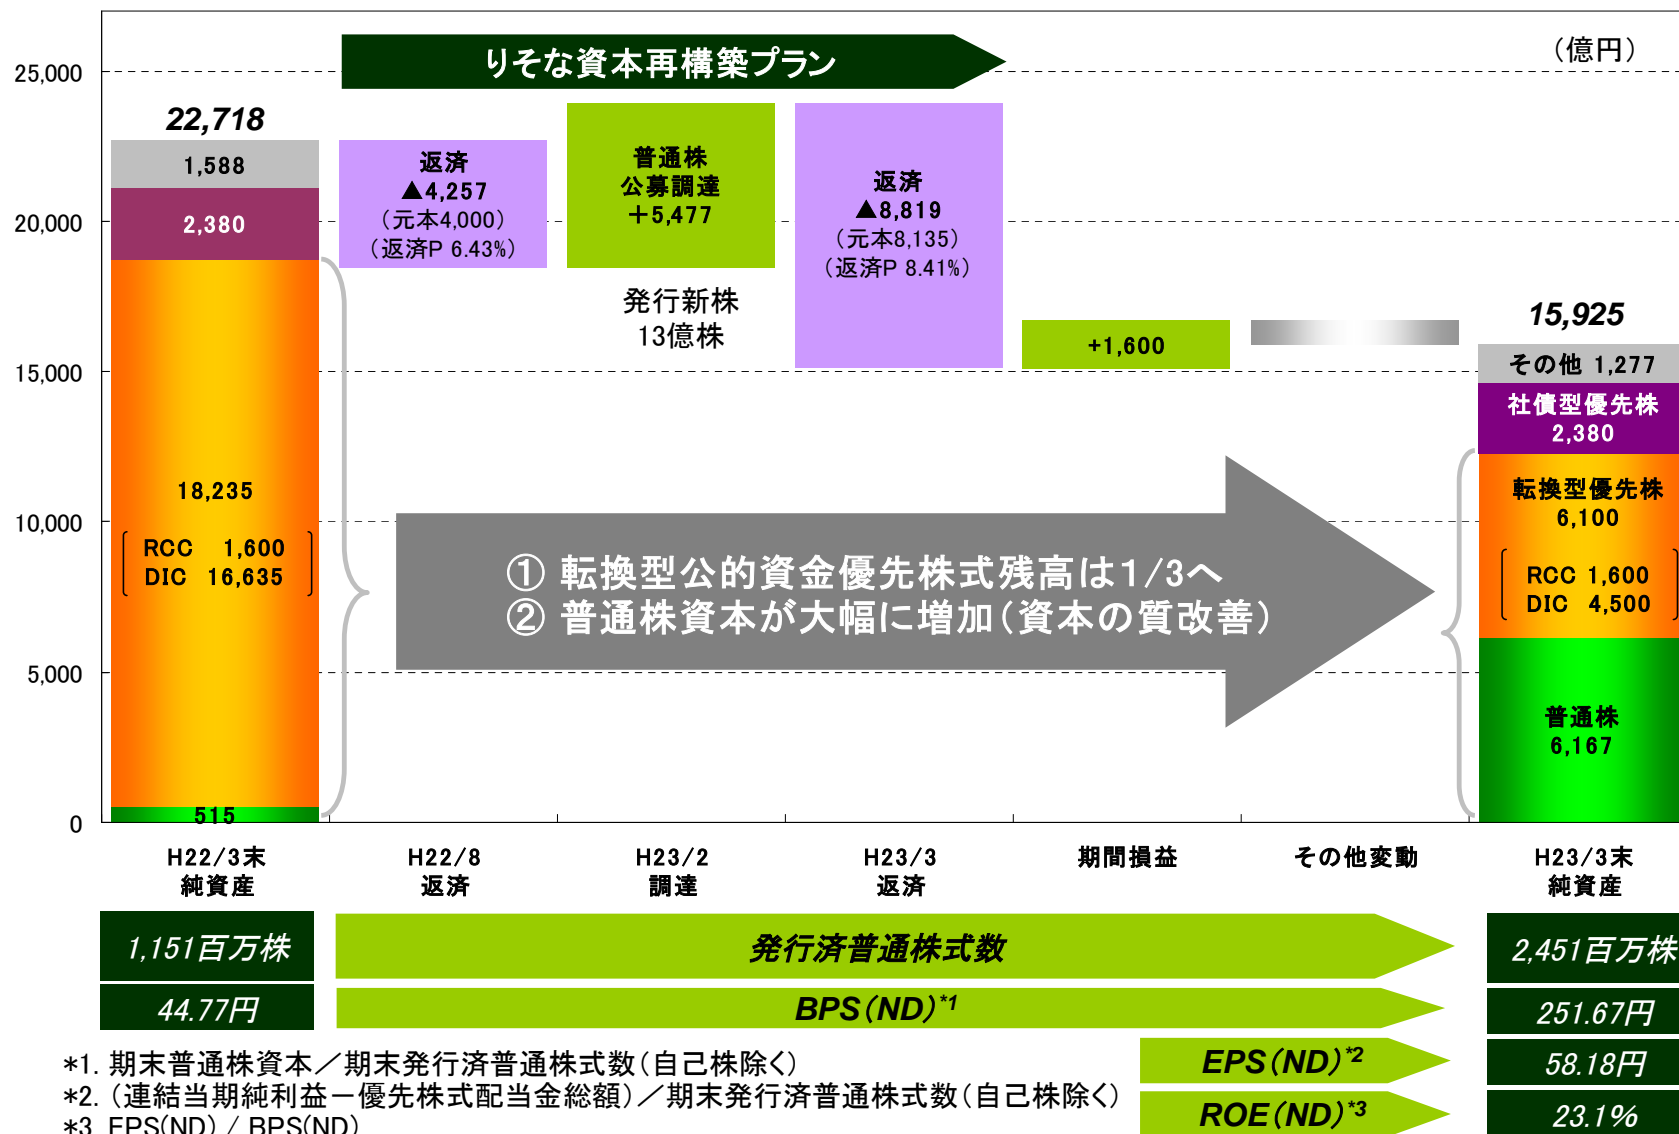 りそな資本再構築プラン
（億円）
25,000
20,000
15,000
10,000
5,000
0
22,718
1,588
2,380
18,235
RCC 1,600
DIC 16,635
515
返済
▲4,257
（元本4,000）
（返済P 6.43%）
普通株
公募調達
＋5,477
発行新株
13億株
返済
▲8,819
（元本8,135）
（返済P 8.41%）
+1,600
15,925
その他 1,277
社債型優先株
2,380
転換型優先株
6,100
RCC 1,600
DIC 4,500
普通株
6,167
① 転換型公的資金優先株式残高は１/３へ
② 普通株資本が大幅に増加（資本の質改善）
H22/3末
純資産
H22/8
返済
H23/2
調達
H23/3
返済
期間損益
その他変動
H23/3末
純資産
1,151百万株
発行済普通株式数
2,451百万株
44.77円
BPS（ND）*1
251.67円
*1. 期末普通株資本／期末発行済普通株式数（自己株除く）
EPS（ND）*2
58.18円
*2. （連結当期純利益－優先株式配当金総額）／期末発行済普通株式数（自己株除く）
ROE（ND）*3
23.1%
*3. EPS(ND) / BPS(ND)